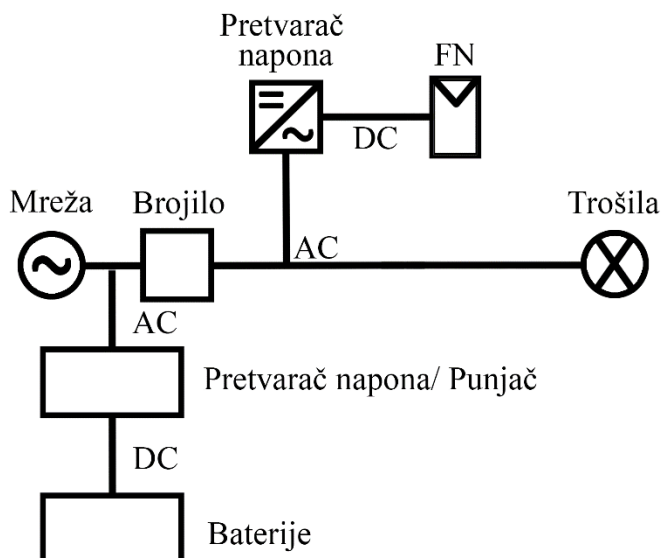 Pretvarač
napona
FN
DC
Mreža
Brojilo
Trošila
AC
AC
Pretvarač napona/ Punjač
DC
Baterije